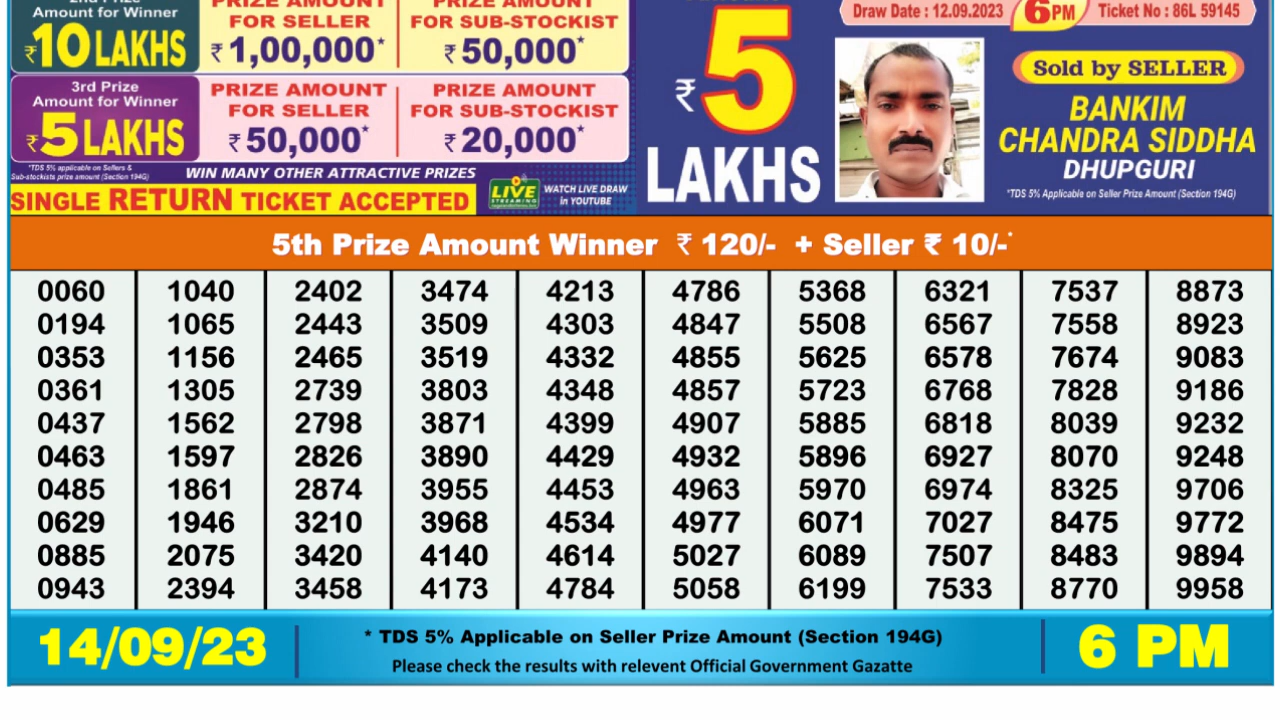 2nd Prize
Amount for Winner
₹10 LAKHS
PRIZE AMOUNT
FOR SELLER
₹ 1,00,000*
PRIZE AMOUNT
FOR SUB-STOCKIST
₹ 50,000*
3rd Prize
Amount for Winner
₹5 LAKHS
PRIZE AMOUNT
FOR SELLER
₹ 50,000*
PRIZE AMOUNT
FOR SUB-STOCKIST
₹ 20,000*
*TDS 5% applicable on Sellers &
Sub-stockists prize amount (Section 194G)
WIN MANY OTHER ATTRACTIVE PRIZES
SINGLE RETURN TICKET ACCEPTED
LIVE
STREAMING
WATCH LIVE DRAW
in YOUTUBE
₹ 5
LAKHS
Draw Date : 12.09.2023 6PM Ticket No : 86L 59145
Sold by SELLER
BANKIM
CHANDRA SIDDHA
DHUPGURI
*TDS 5% Applicable on Seller Prize Amount (Section 194G)
5th Prize Amount Winner ₹ 120/- + Seller ₹ 10/-*
0060 1040 2402 3474 4213 4786 5368 6321 7537 8873
0194 1065 2443 3509 4303 4847 5508 6567 7558 8923
0353 1156 2465 3519 4332 4855 5625 6578 7674 9083
0361 1305 2739 3803 4348 4857 5723 6768 7828 9186
0437 1562 2798 3871 4399 4907 5885 6818 8039 9232
0463 1597 2826 3890 4429 4932 5896 6927 8070 9248
0485 1861 2874 3955 4453 4963 5970 6974 8325 9706
0629 1946 3210 3968 4534 4977 6071 7027 8475 9772
0885 2075 3420 4140 4614 5027 6089 7507 8483 9894
0943 2394 3458 4173 4784 5058 6199 7533 8770 9958
14/09/23
* TDS 5% Applicable on Seller Prize Amount (Section 194G)
Please check the results with relevent Official Government Gazatte
6 PM